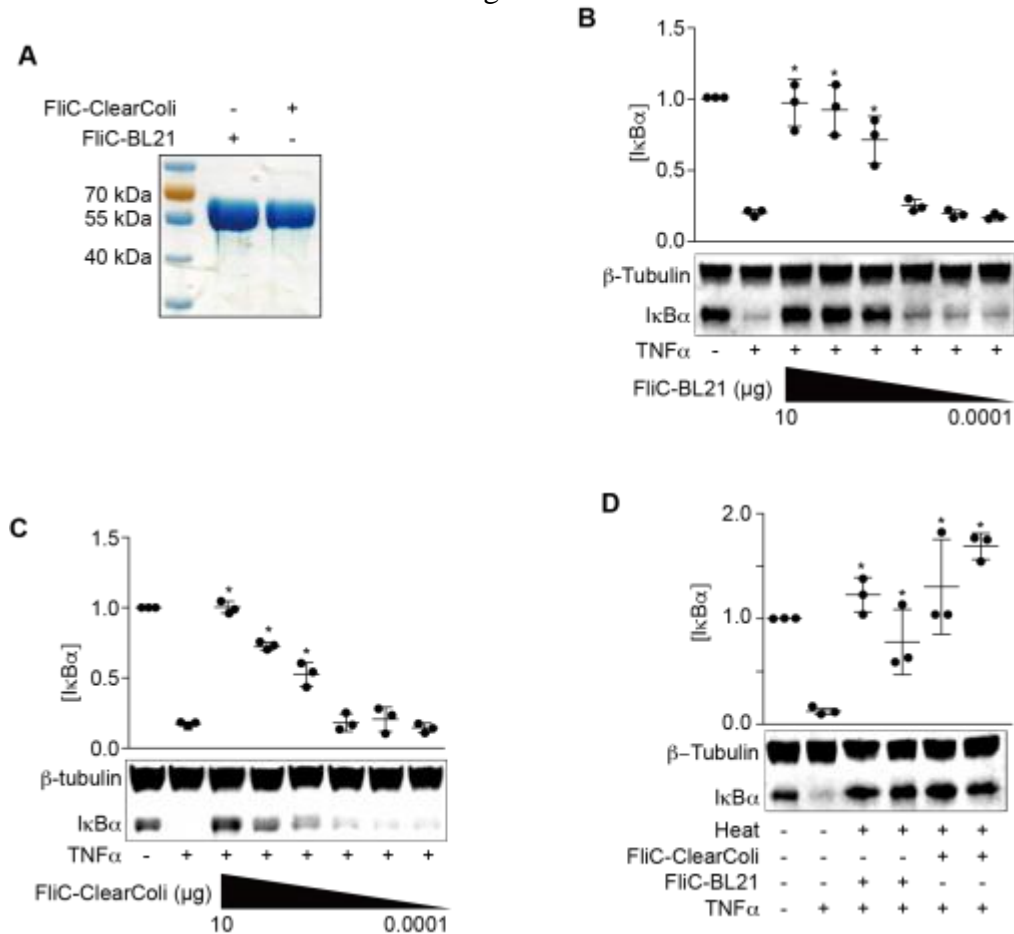 A
FliC-ClearColi - +
FliC-BL21 + -
70 kDa
55 kDa
40 kDa
B
1.5
1.0
0.5
0.0
[IκBα]
* * *
β-Tubulin
IκBα
TNFα - + + + + + + +
FliC-BL21 (μg)
10 0.0001
C
1.5
1.0
0.5
0.0
[IκBα]
* * *
β-tubulin
IκBα
TNFα - + + + + + + +
FliC-ClearColi (μg)
10 0.0001
D
2.0
1.0
0.0
[IκBα]
* * * *
β–Tubulin
IκBα
Heat - - + + + +
FliC-ClearColi - - - - + +
FliC-BL21 - - + + - -
TNFα - + + + + +